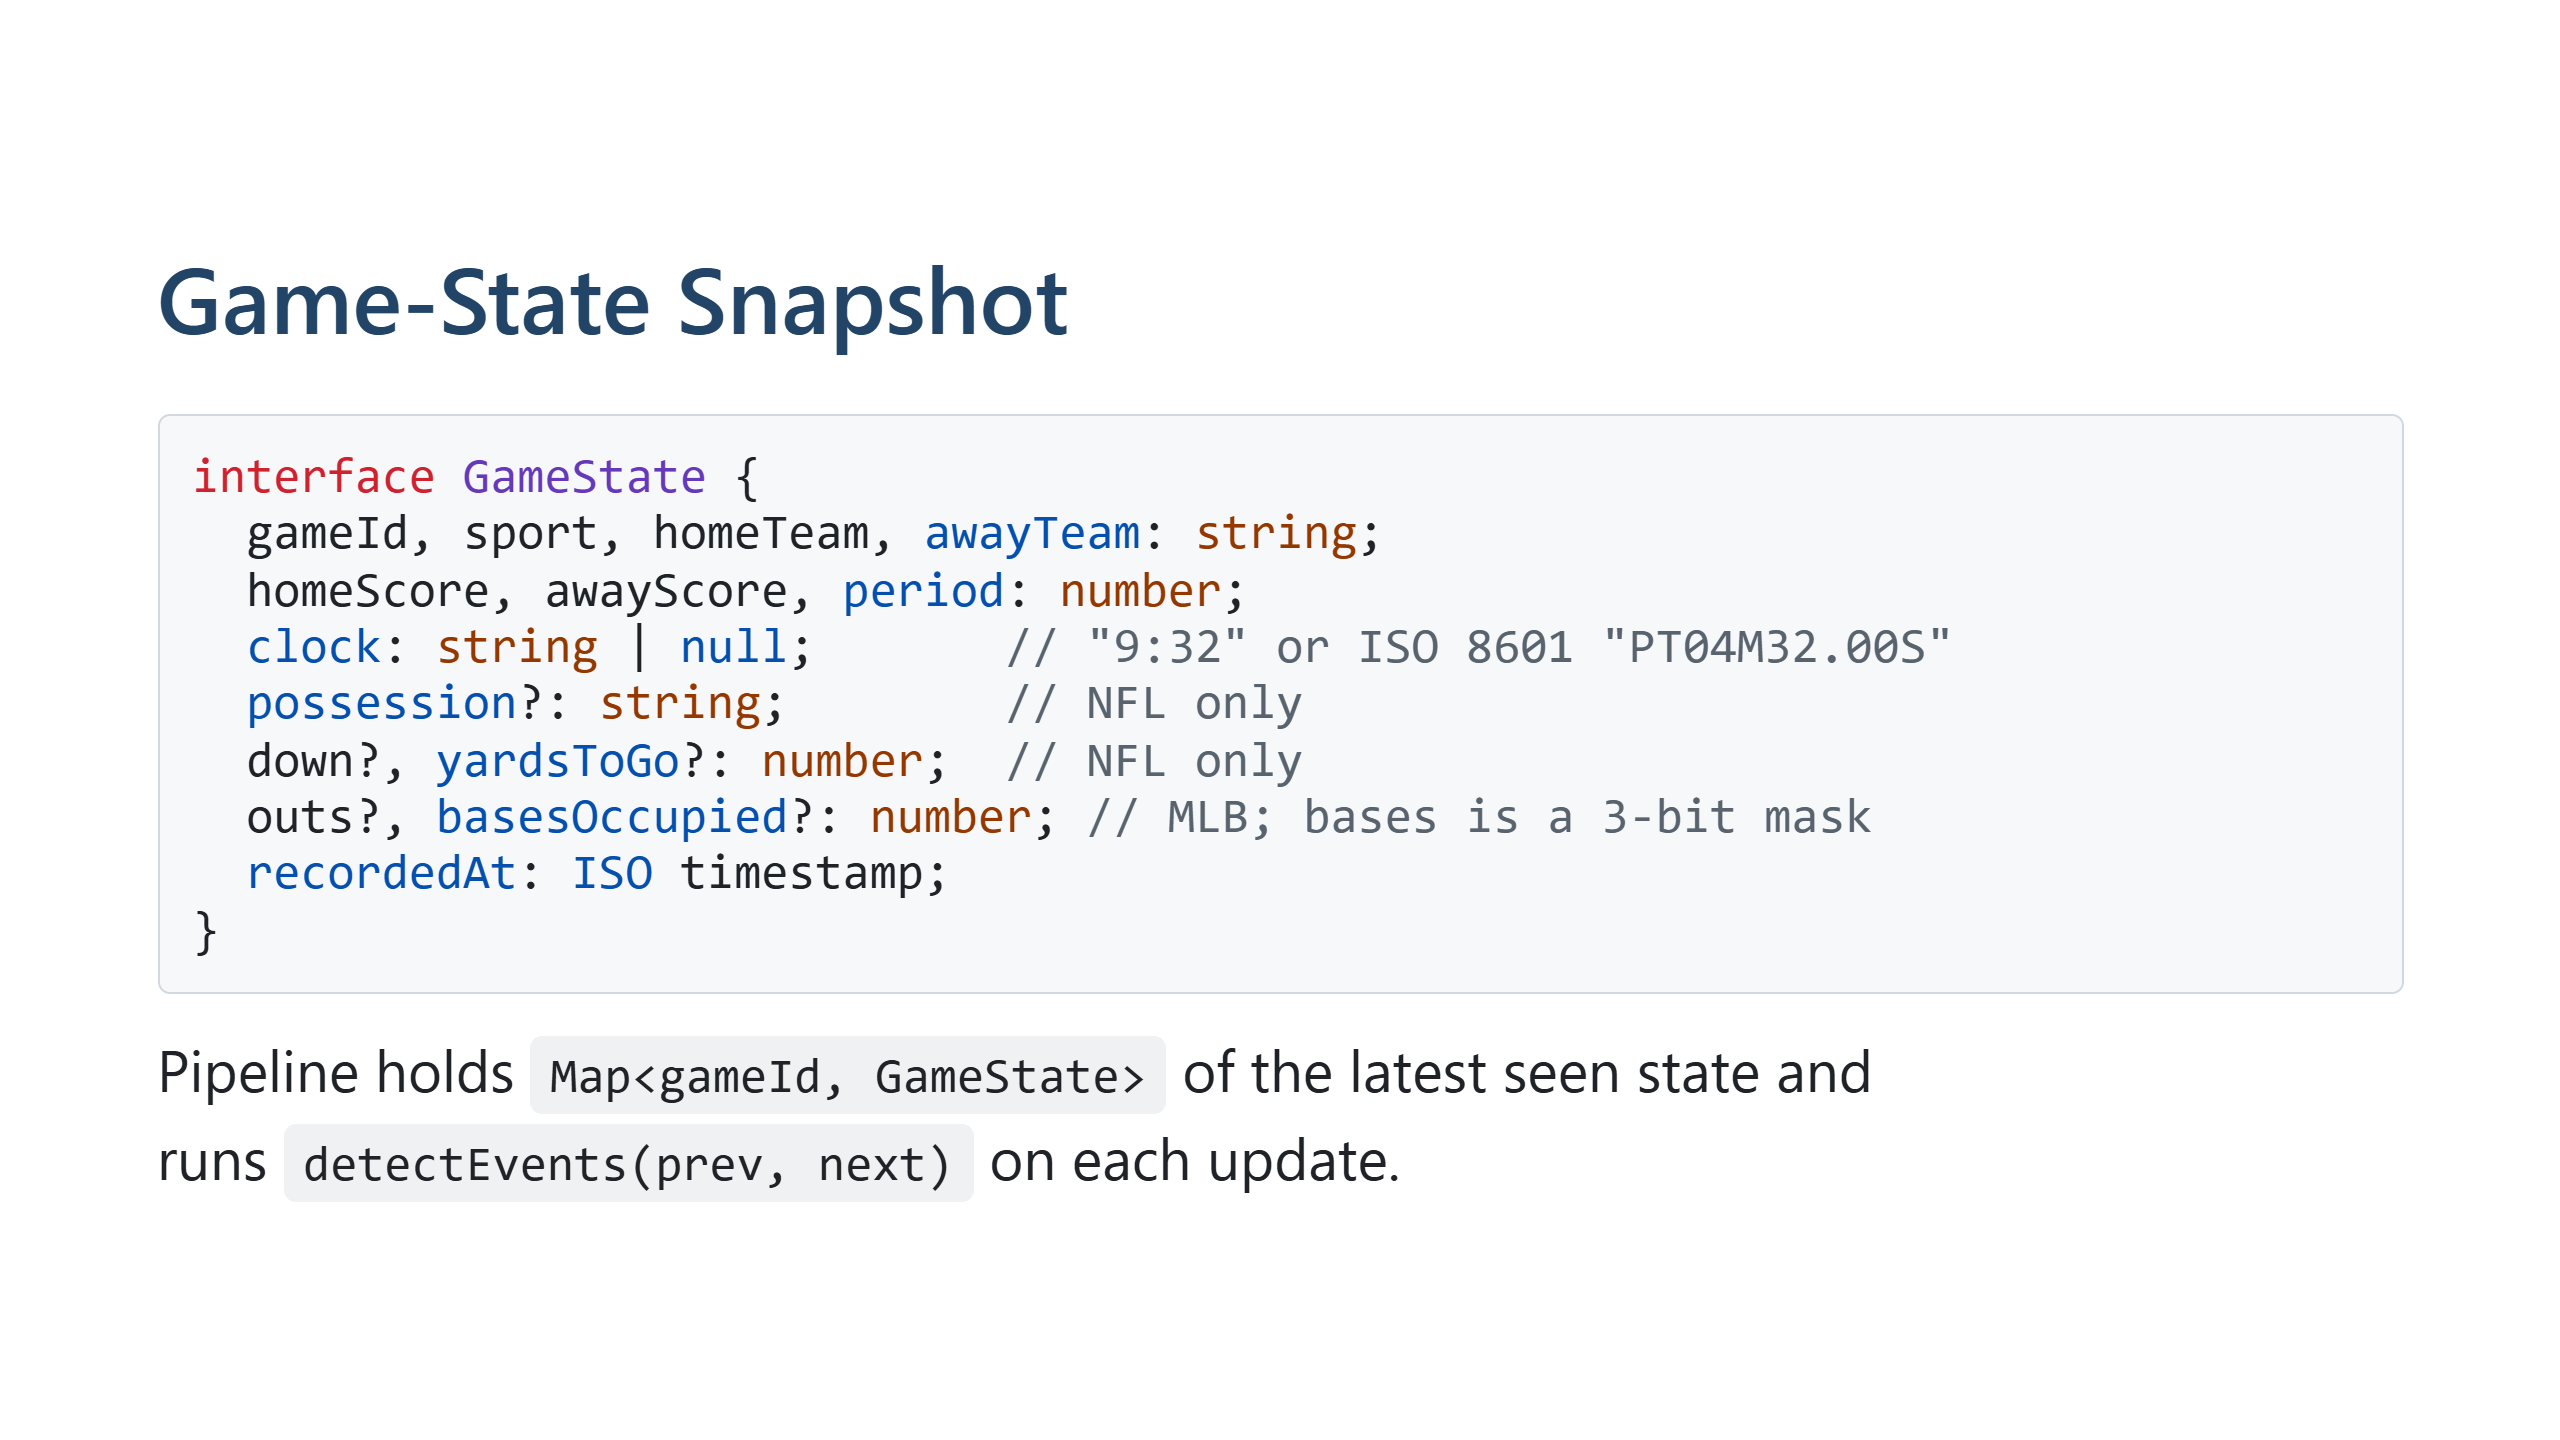 Game-State Snapshot
interface GameState {
  gameId, sport, homeTeam, awayTeam: string;
  homeScore, awayScore, period: number;
  clock: string | null;       // "9:32" or ISO 8601 "PT04M32.00S"
  possession?: string;        // NFL only
  down?, yardsToGo?: number;  // NFL only
  outs?, basesOccupied?: number; // MLB; bases is a 3-bit mask
  recordedAt: ISO timestamp;
}
Pipeline holds Map<gameId, GameState> of the latest seen state and
runs detectEvents(prev, next) on each update.